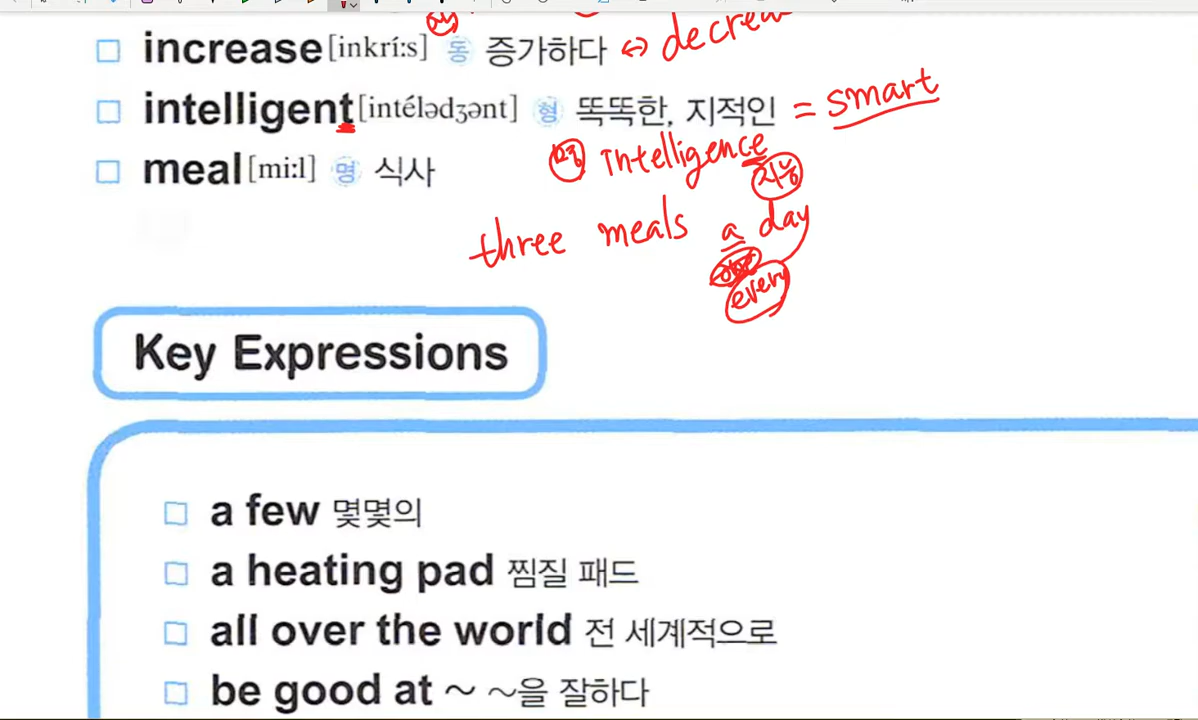 increase [inkríːs] 동 증가하다 ↔
intelligent [intélədʒənt] 형 똑똑한, 지적인 = smart
명 intelligence
지능
meal [miːl] 명 식사
three meals a day
every
Key Expressions
a few 몇몇의
a heating pad 찜질 패드
all over the world 전 세계적으로
be good at ~ ~을 잘하다